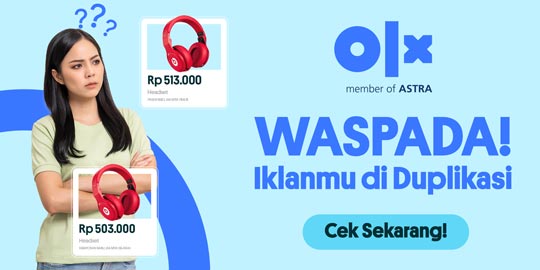 ???
Rp 513.000
Headset
Rp 503.000
Headset
olx
member of ASTRA
WASPADA!
Iklanmu di Duplikasi
Cek Sekarang!